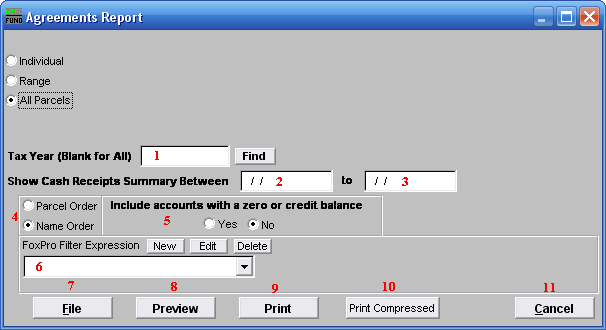 FUND Agreements Report
Individual
Range
All Parcels
Tax Year (Blank for All) 1 Find
Show Cash Receipts Summary Between / / 2 to / / 3
4 Parcel Order Include accounts with a zero or credit balance
Name Order 5 Yes No
FoxPro Filter Expression New Edit Delete
6
7 8 9 10 11
File Preview Print Print Compressed Cancel